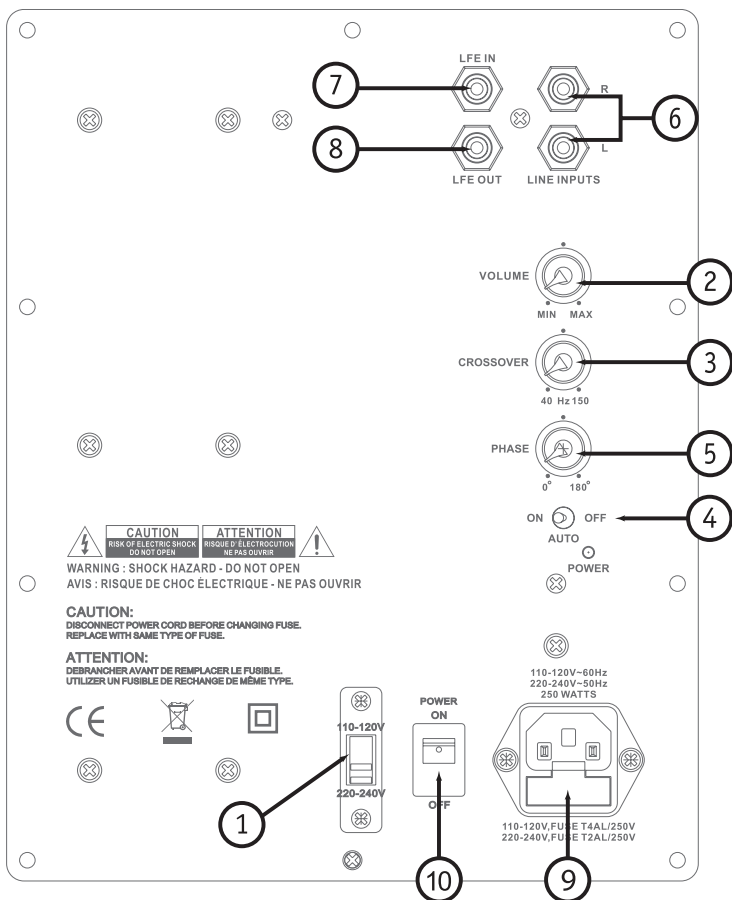 LFE IN
7
R
6
8
L
LFE OUT
LINE INPUTS
VOLUME
2
MIN MAX
CROSSOVER
3
40 Hz 150
PHASE
5
0° 180°
ON OFF
4
AUTO
POWER
CAUTION
RISK OF ELECTRIC SHOCK
DO NOT OPEN
ATTENTION
RISQUE D'ÉLECTROCUTION
NE PAS OUVRIR
WARNING : SHOCK HAZARD - DO NOT OPEN
AVIS : RISQUE DE CHOC ÉLECTRIQUE - NE PAS OUVRIR
CAUTION:
DISCONNECT POWER CORD BEFORE CHANGING FUSE.
REPLACE WITH SAME TYPE OF FUSE.
ATTENTION:
DEBRANCHER AVANT DE REMPLACER LE FUSIBLE.
UTILIZER UN FUSIBLE DE RECHANGE DE MÊME TYPE.
CE
110-120V
220-240V
1
POWER
ON
OFF
10
110-120V~60Hz
220-240V~50Hz
250 WATTS
110-120V,FUSE T4AL/250V
220-240V,FUSE T2AL/250V
9